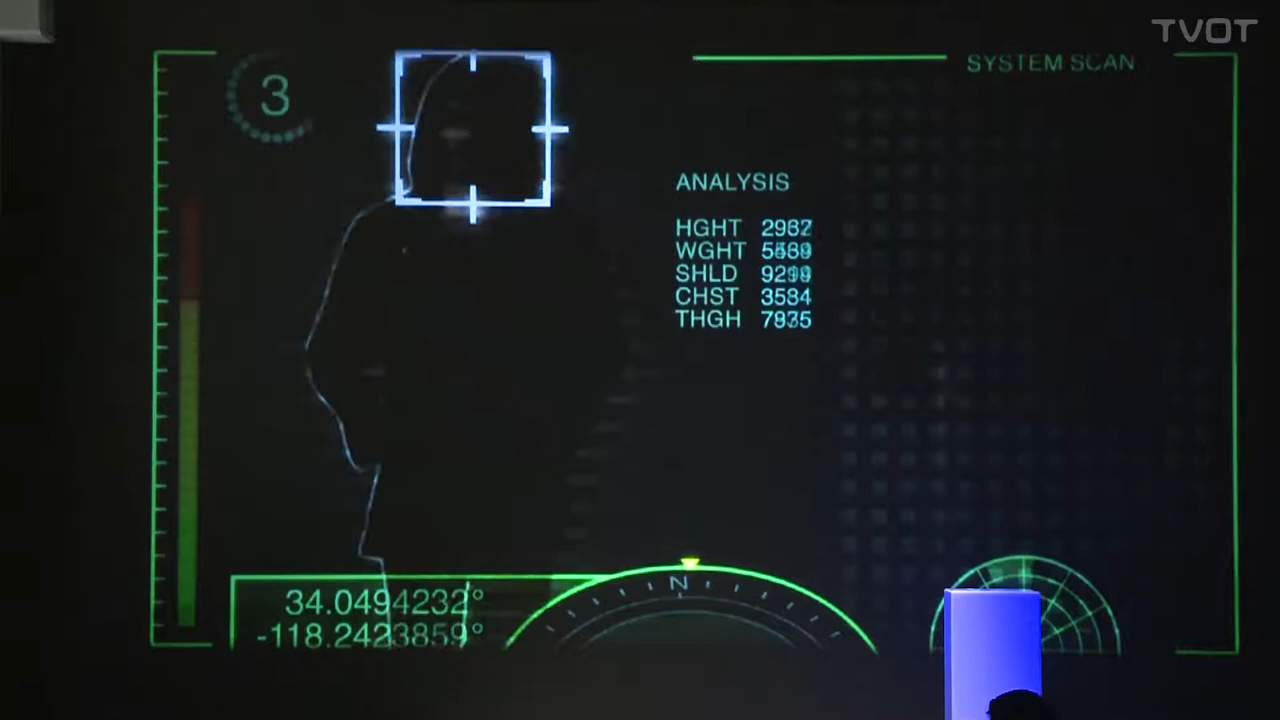 TVOT
3
SYSTEM SCAN
ANALYSIS
HGHT
WGHT
SHLD
CHST 3584
THGH
N
34.0494232°
-118.2423859°